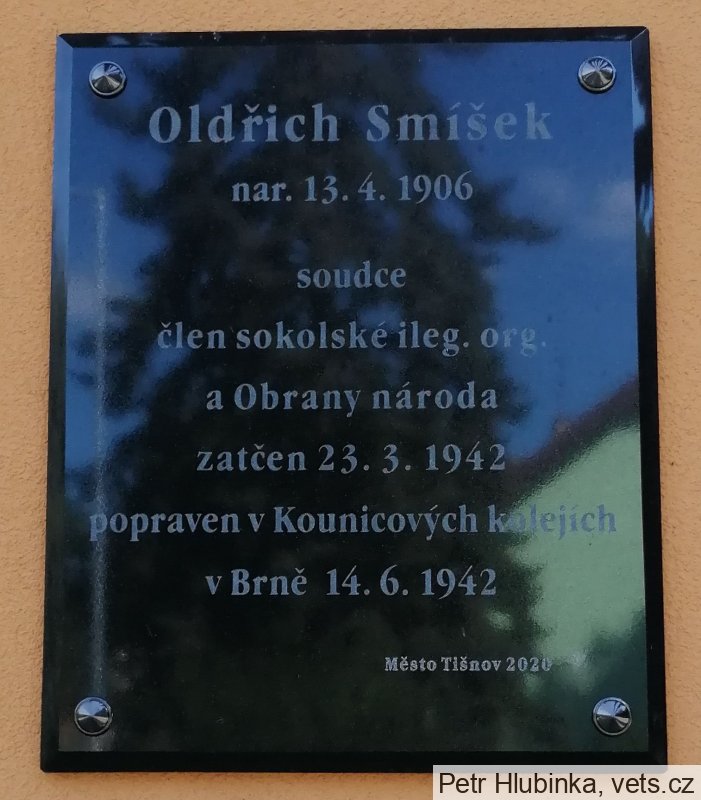 Oldřich Smíšek
nar. 13. 4. 1906
soudce
člen sokolské ileg. org.
a Obrany národa
zatčen 23. 3. 1942
popraven v Kounicových kolejích
v Brně 14. 6. 1942
Město Tišnov 2020
Petr Hlubinka, vets.cz